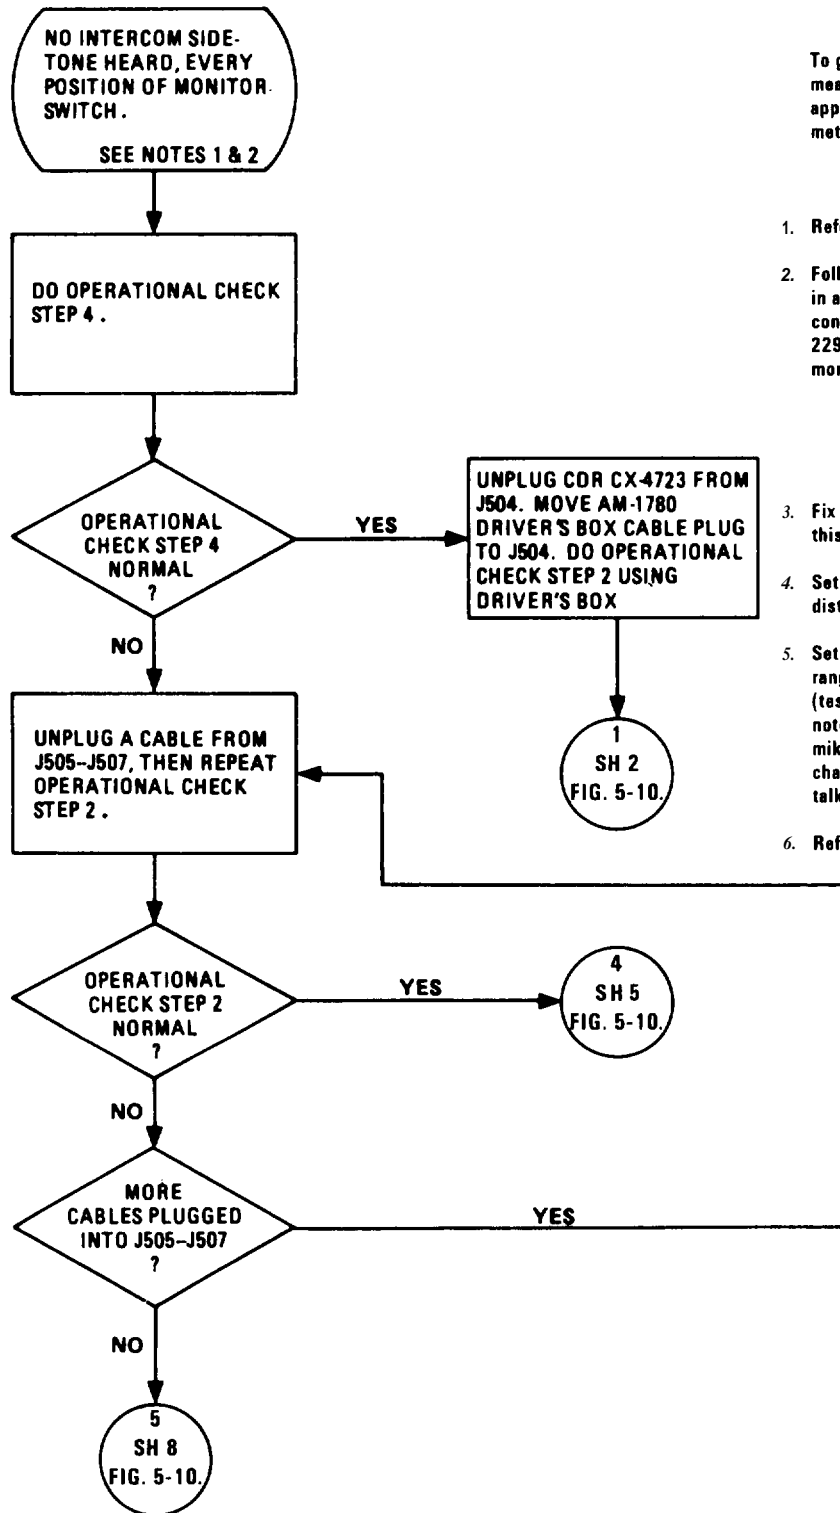 NO INTERCOM SIDE-
TONE HEARD, EVERY
POSITION OF MONITOR
SWITCH.
SEE NOTES 1 & 2
DO OPERATIONAL CHECK
STEP 4.
OPERATIONAL
CHECK STEP 4
NORMAL
?
YES
NO
UNPLUG CDR CX-4723 FROM
J504. MOVE AM-1780
DRIVER'S BOX CABLE PLUG
TO J504. DO OPERATIONAL
CHECK STEP 2 USING
DRIVER'S BOX
1
SH 2
FIG. 5-10.
UNPLUG A CABLE FROM
J505-J507, THEN REPEAT
OPERATIONAL CHECK
STEP 2.
OPERATIONAL
CHECK STEP 2
NORMAL
?
YES
4
SH 5
FIG. 5-10.
NO
MORE
CABLES PLUGGED
INTO J505-J507
?
YES
NO
5
SH 8
FIG. 5-10.
To g
mea
app
met
1. Ref
2. Foll
in a
con
229
mor
3. Fix
this
4. Set
dist
5. Set
rang
(tes
note
mik
cha
talk
6. Ref